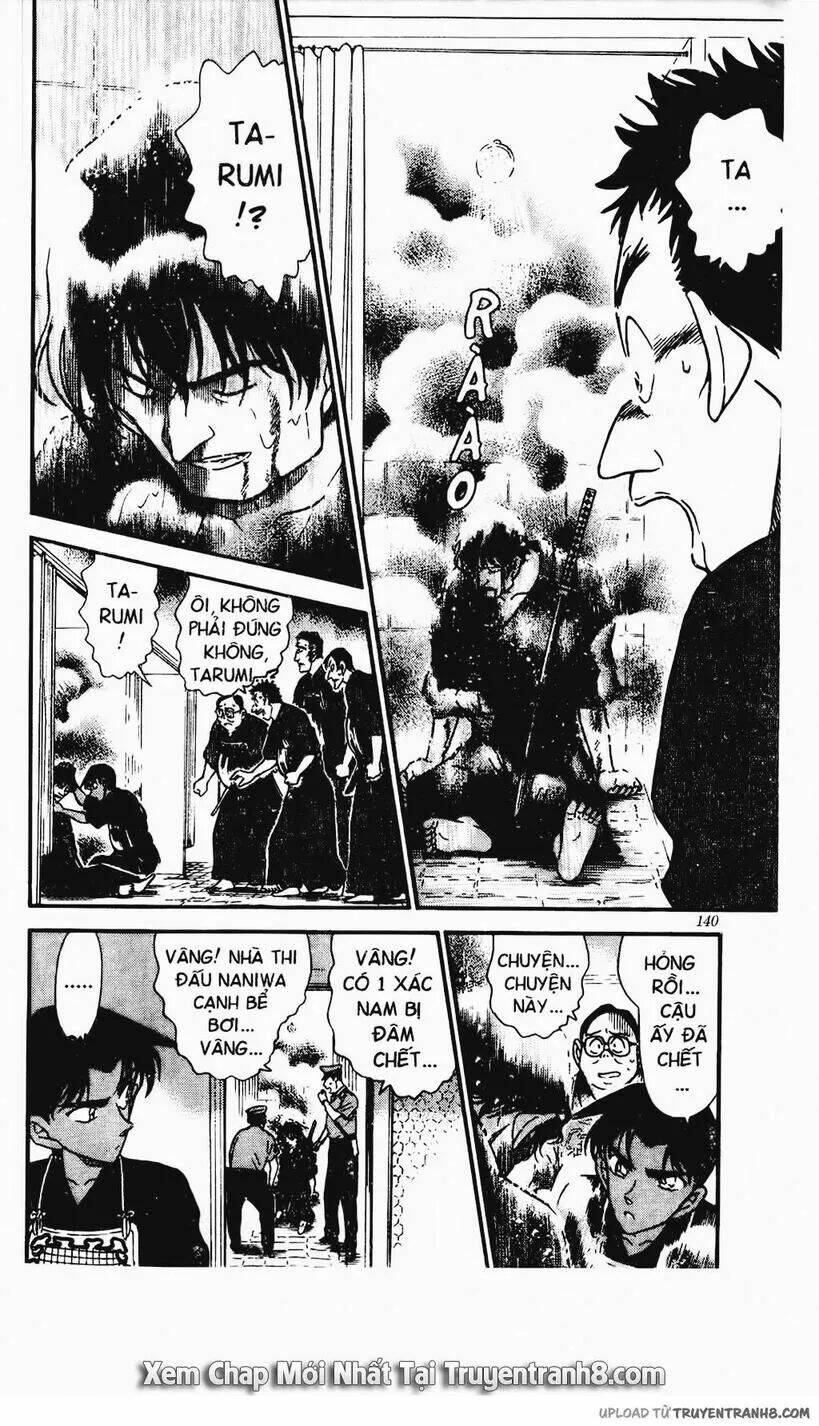 TA
...
RÀÀO
TA-
RUMI
!?
ÔI, KHÔNG
PHẢI ĐÚNG
KHÔNG,
TARUMI...
TA-
RUMI
!
140
HỎNG
RỒI...
CẬU
ẤY ĐÃ
CHẾT
...
CHUYỆN...
CHUYỆN
NÀY...
VÂNG!
CÓ 1 XÁC
NAM BỊ
ĐÂM
CHẾT...
VÂNG! NHÀ THI
ĐẤU NANIWA
CẠNH BỂ
BƠI...
VÂNG...
.....
Xem Chap Mới Nhất Tại Truyentranh8.com
UPLOAD TỪ TRUYENTRANH8.COM